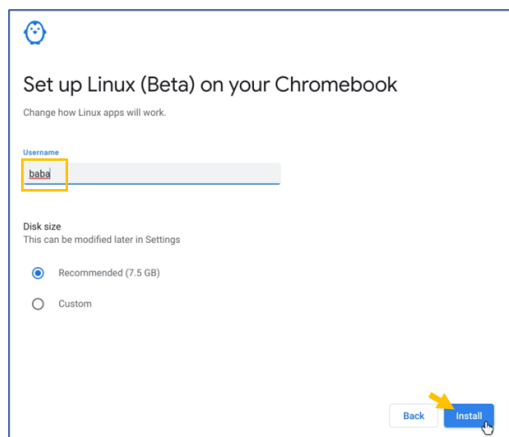 Set up Linux (Beta) on your Chromebook
Change how Linux apps will work.
Username
baba
Disk size
This can be modified later in Settings
Recommended (7.5 GB)
Custom
Back Install